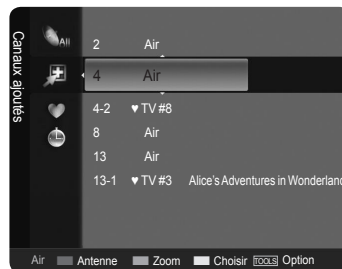 Canaux ajoutés
All
2 Air
4 Air
4-2 ♥ TV #8
8 Air
13 Air
13-1 ♥ TV #3 Alice's Adventures in Wonderland
Air Antenne Zoom Choisir TOOLS Option